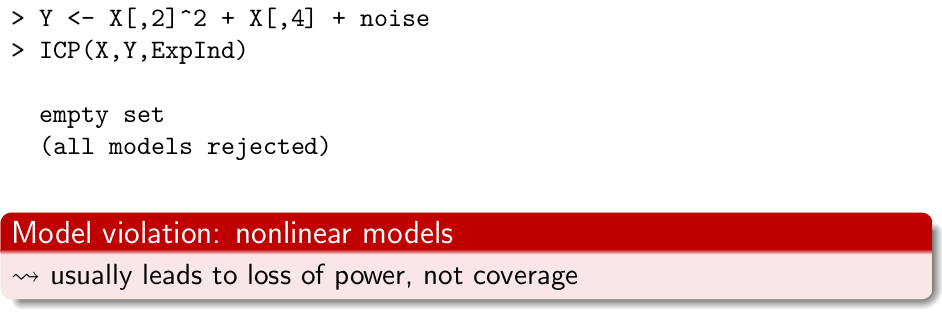 > Y <- X[,2]^2 + X[,4] + noise
> ICP(X,Y,ExpInd)
empty set
(all models rejected)
Model violation: nonlinear models
⇝ usually leads to loss of power, not coverage